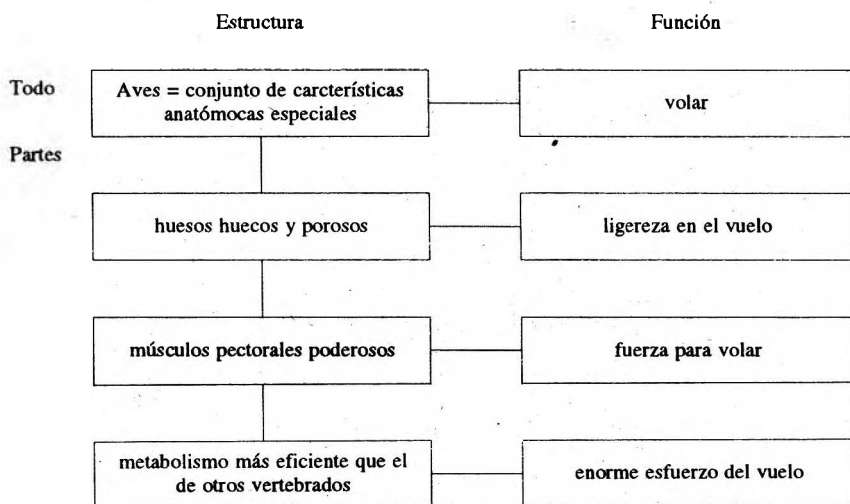 Estructura
Función
Todo
Aves = conjunto de carcterísticas
anatómocas especiales
volar
Partes
huesos huecos y porosos
ligereza en el vuelo
músculos pectorales poderosos
fuerza para volar
metabolismo más eficiente que el
de otros vertebrados
enorme esfuerzo del vuelo